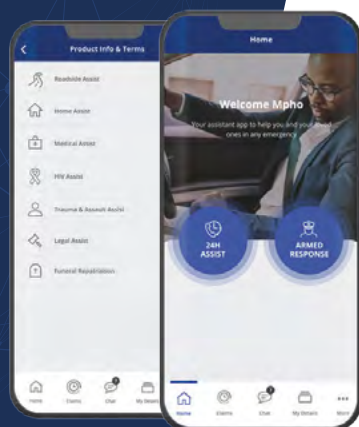 Product Info & Terms
Roadside Assist
Home Assist
Medical Assist
HIV Assist
Trauma & Assault Assist
Legal Assist
Funeral Repatriation
Home
Claims
Chat
My Details
Home
Welcome Mpho
Your assistant app to help you and your loved
ones in any emergency
24H
ASSIST
ARMED
RESPONSE
Home
Claims
Chat
My Details
More